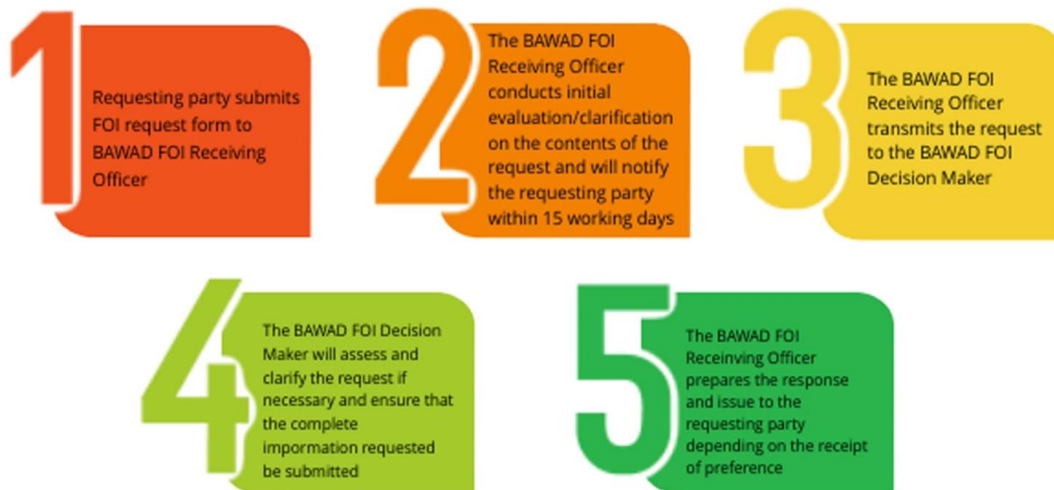 1
Requesting party submits
FOI request form to
BAWAD FOI Receiving
Officer
2
The BAWAD FOI
Receiving Officer
conducts initial
evaluation/clarification
on the contents of the
request and will notify
the requesting party
within 15 working days
3
The BAWAD FOI
Receiving Officer
transmits the request
to the BAWAD FOI
Decision Maker
4
The BAWAD FOI Decision
Maker will assess and
clarify the request if
necessary and ensure that
the complete
impormation requested
be submitted
5
The BAWAD FOI
Receinving Officer
prepares the response
and issue to the
requesting party
depending on the receipt
of preference